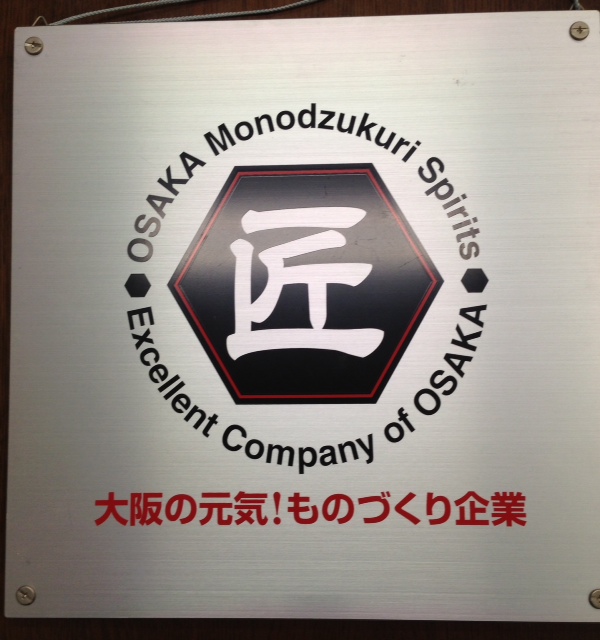 OSAKA Monodzukuri Spirits
匠
Excellent Company of OSAKA
大阪の元気!ものづくり企業